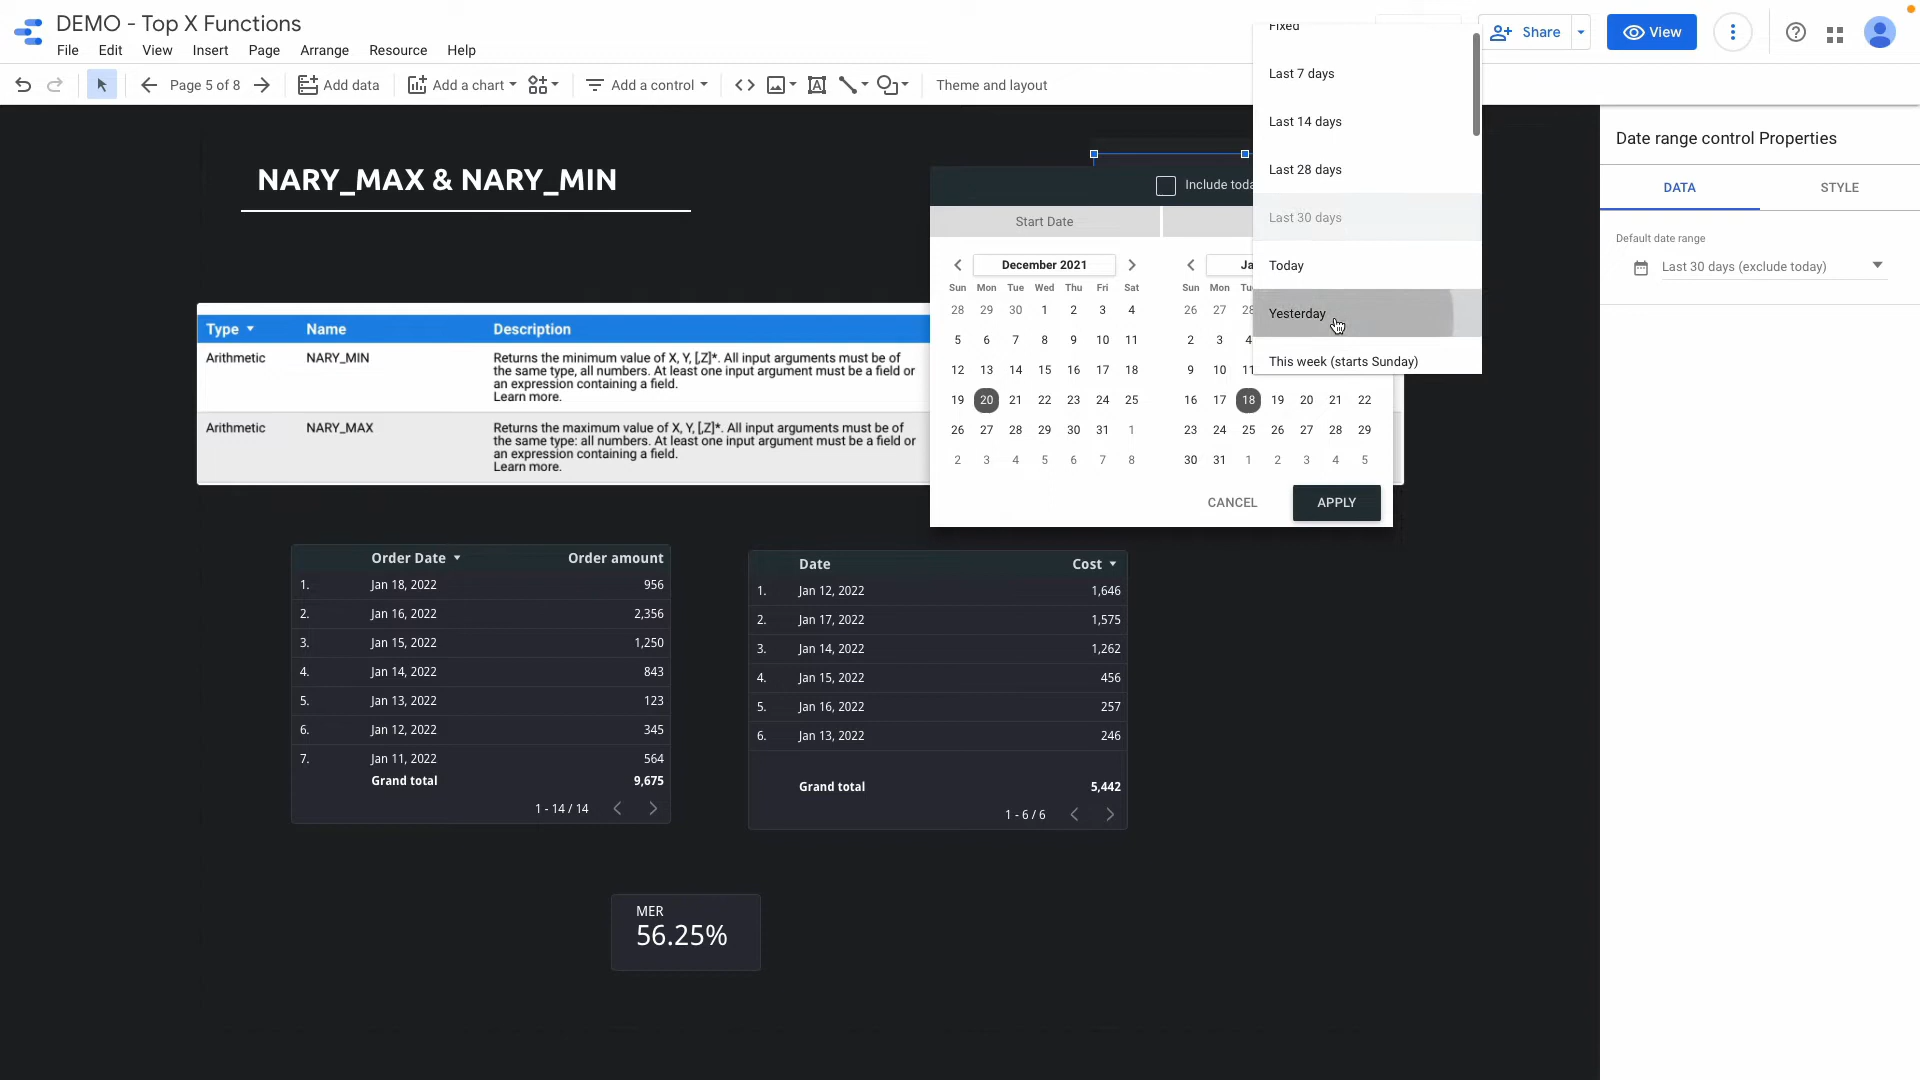 DEMO - Top X Functions
File Edit View Insert Page Arrange Resource Help
Share
View
Page 5 of 8
Add data
Add a chart
Add a control
Theme and layout
Fixed
Last 7 days
Last 14 days
Last 28 days
Last 30 days
Today
Yesterday
This week (starts Sunday)
Date range control Properties
DATA STYLE
Default date range
Last 30 days (exclude today)
NARY_MAX & NARY_MIN
Include toda
Start Date
December 2021
Sun Mon Tue Wed Thu Fri Sat
28 29 30 1 2 3 4
5 6 7 8 9 10 11
12 13 14 15 16 17 18
19 20 21 22 23 24 25
26 27 28 29 30 31 1
2 3 4 5 6 7 8
Ja
Sun Mon Tu
26 27 28
2 3 4
9 10 11
16 17 18 19 20 21 22
23 24 25 26 27 28 29
30 31 1 2 3 4 5
CANCEL APPLY
Type Name Description
Arithmetic NARY_MIN Returns the minimum value of X, Y, [,Z]*. All input arguments must be of
the same type, all numbers. At least one input argument must be a field or
an expression containing a field.
Learn more.
Arithmetic NARY_MAX Returns the maximum value of X, Y, [,Z]*. All input arguments must be of
the same type: all numbers. At least one input argument must be a field or
an expression containing a field.
Learn more.
Order Date Order amount
1. Jan 18, 2022 956
2. Jan 16, 2022 2,356
3. Jan 15, 2022 1,250
4. Jan 14, 2022 843
5. Jan 13, 2022 123
6. Jan 12, 2022 345
7. Jan 11, 2022 564
Grand total 9,675
1 - 14 / 14
Date Cost
1. Jan 12, 2022 1,646
2. Jan 17, 2022 1,575
3. Jan 14, 2022 1,262
4. Jan 15, 2022 456
5. Jan 16, 2022 257
6. Jan 13, 2022 246
Grand total 5,442
1 - 6 / 6
MER
56.25%